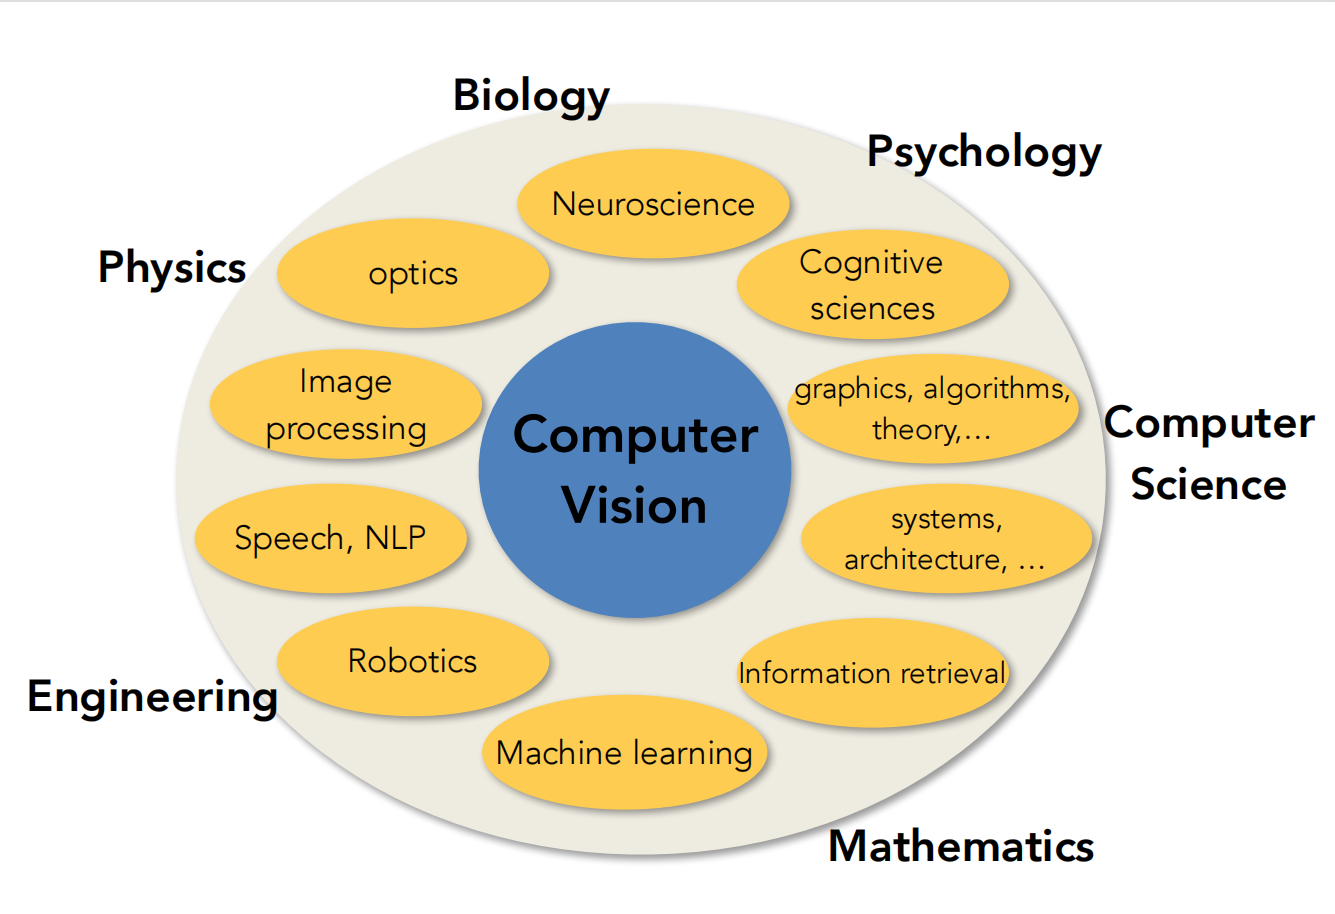 Biology
Psychology
Neuroscience
Physics
optics
Cognitive
sciences
Image
processing
graphics, algorithms,
theory,...
Computer
Vision
Computer
Science
Speech, NLP
systems,
architecture, ...
Robotics
Information retrieval
Engineering
Machine learning
Mathematics